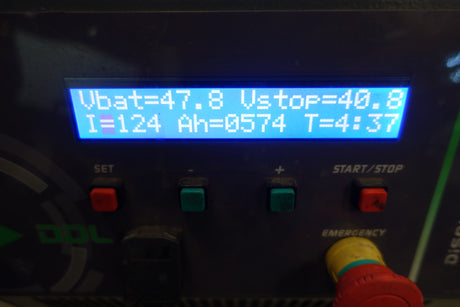 Vbat=47.8 Vstop=40.8
I=124 Ah=0574 T=4:37
SET - + START/STOP
EMERGENCY